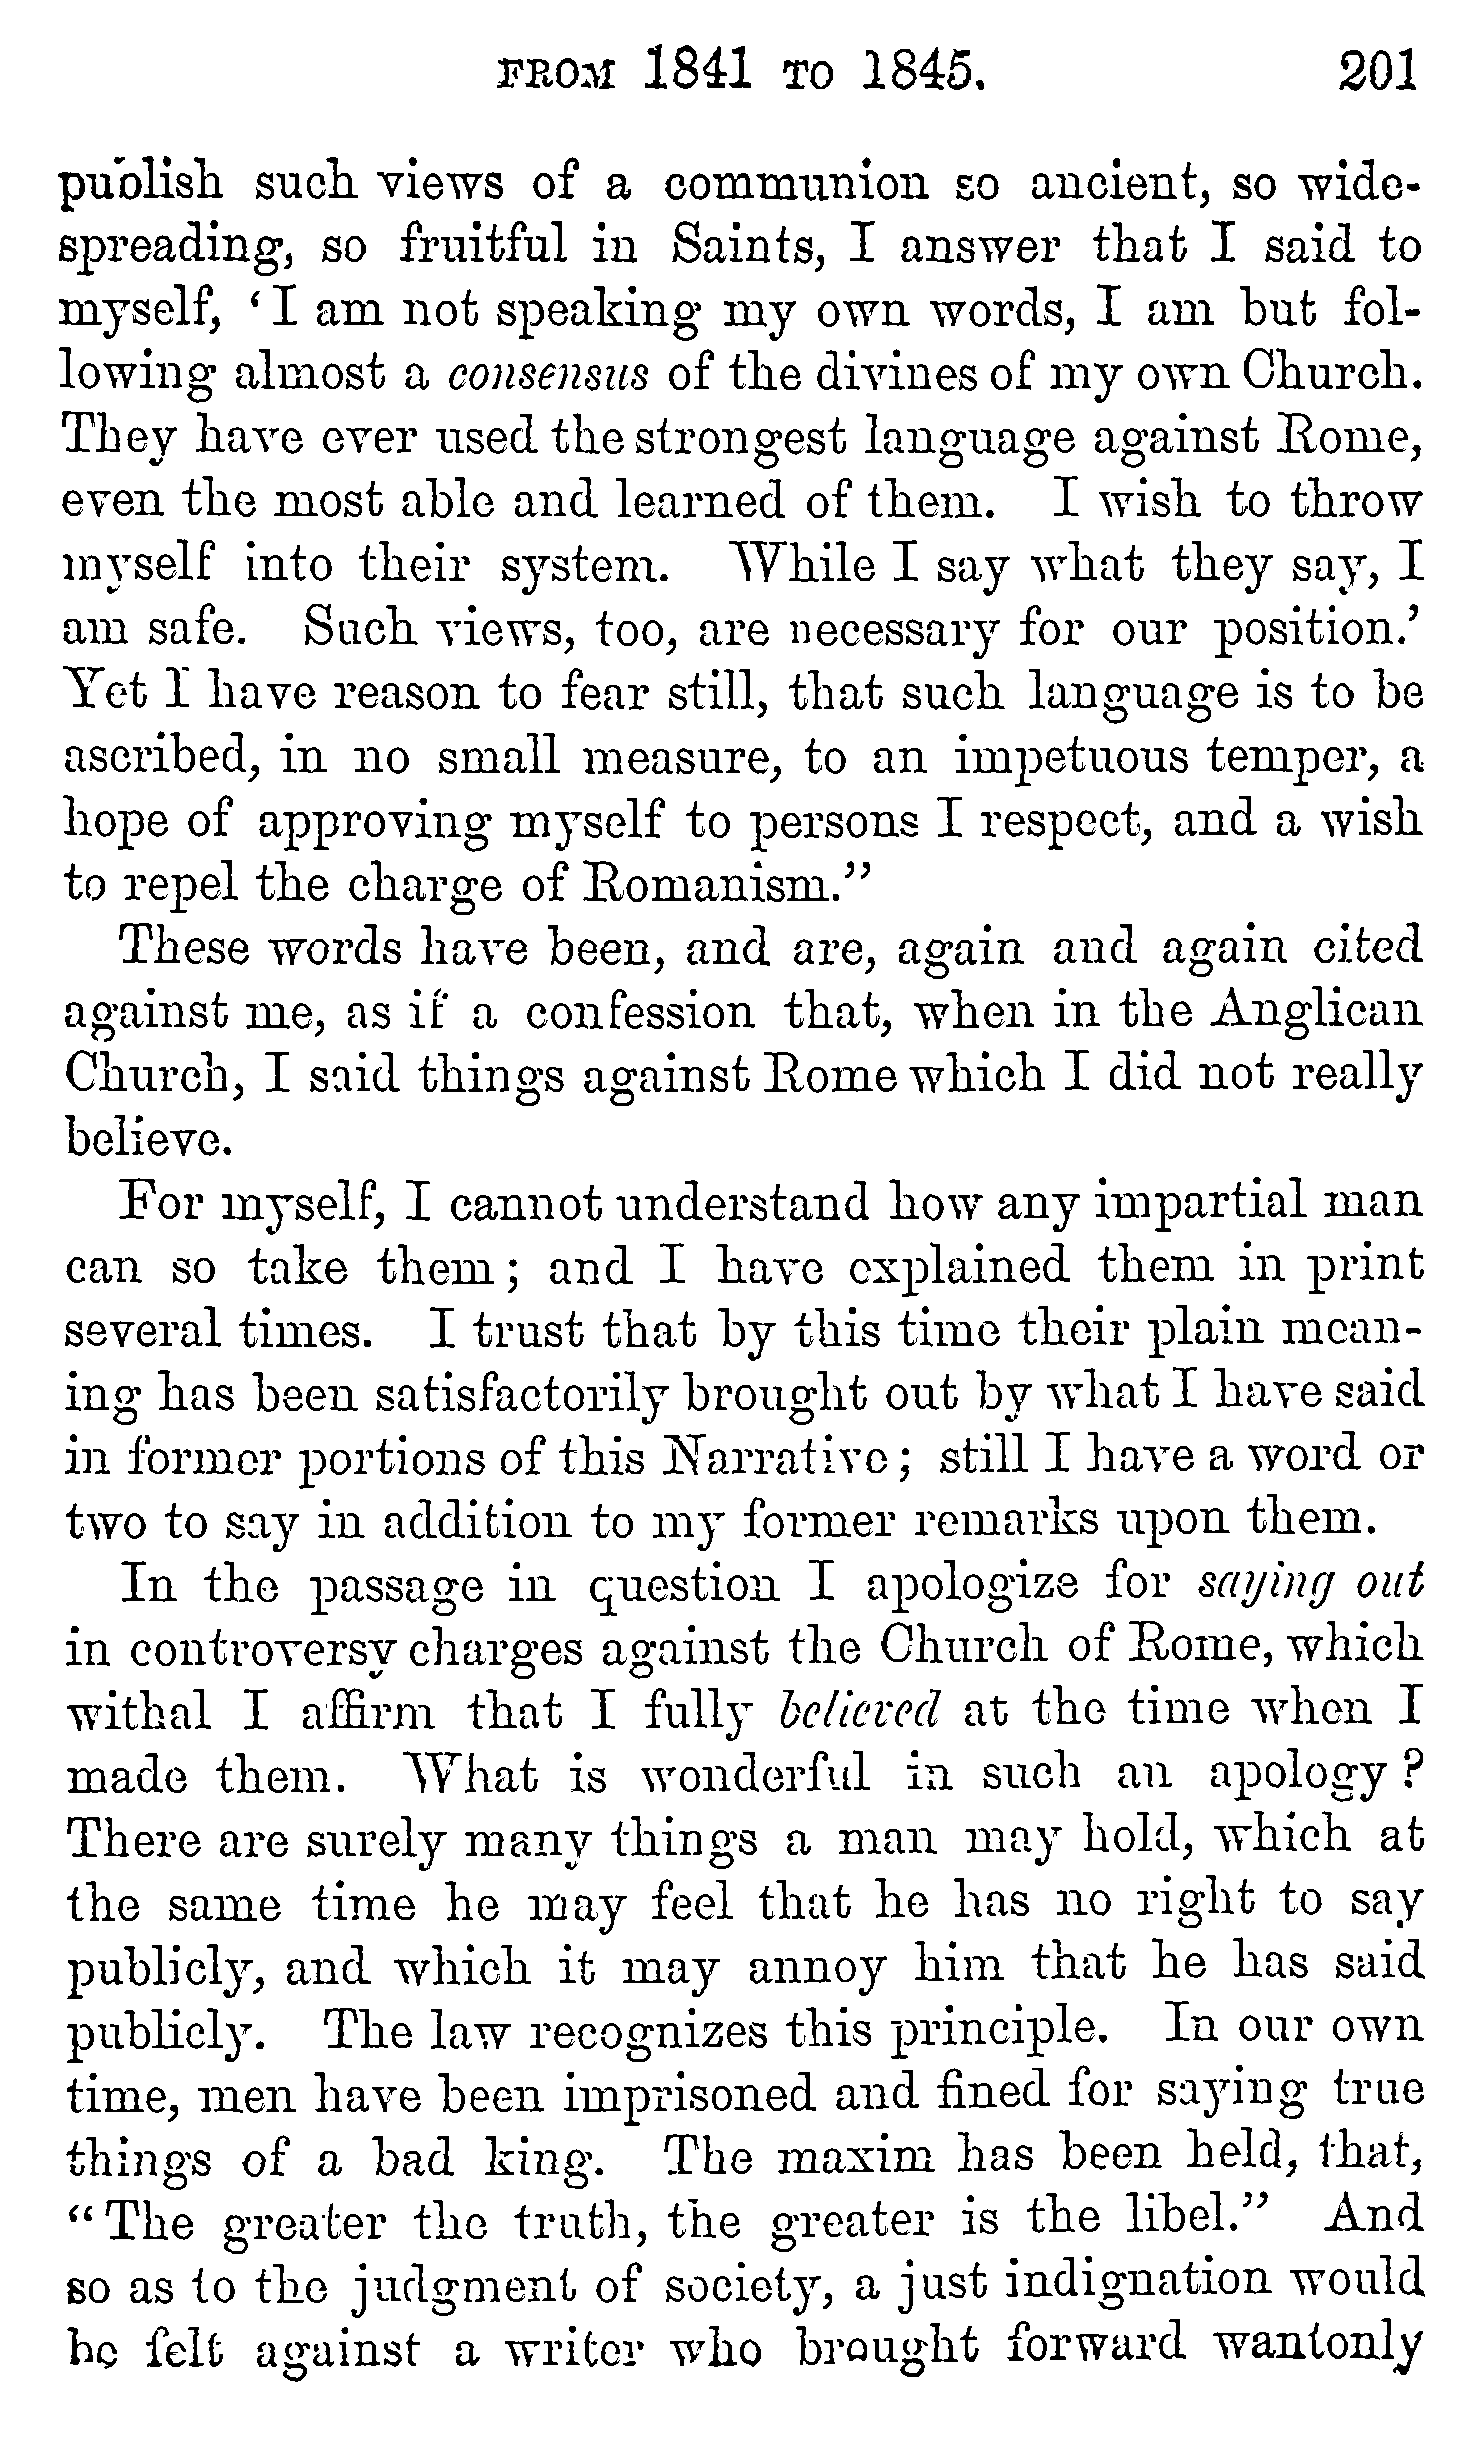 FROM 1841 TO 1845. 201
publish such views of a communion so ancient, so wide-
spreading, so fruitful in Saints, I answer that I said to
myself, ‘I am not speaking my own words, I am but fol-
lowing almost a consensus of the divines of my own Church.
They have ever used the strongest language against Rome,
even the most able and learned of them. I wish to throw
myself into their system. While I say what they say, I
am safe. Such views, too, are necessary for our position.’
Yet I have reason to fear still, that such language is to be
ascribed, in no small measure, to an impetuous temper, a
hope of approving myself to persons I respect, and a wish
to repel the charge of Romanism.”
These words have been, and are, again and again cited
against me, as if a confession that, when in the Anglican
Church, I said things against Rome which I did not really
believe.
For myself, I cannot understand how any impartial man
can so take them; and I have explained them in print
several times. I trust that by this time their plain mean-
ing has been satisfactorily brought out by what I have said
in former portions of this Narrative; still I have a word or
two to say in addition to my former remarks upon them.
In the passage in question I apologize for saying out
in controversy charges against the Church of Rome, which
withal I affirm that I fully believed at the time when I
made them. What is wonderful in such an apology?
There are surely many things a man may hold, which at
the same time he may feel that he has no right to say
publicly, and which it may annoy him that he has said
publicly. The law recognizes this principle. In our own
time, men have been imprisoned and fined for saying true
things of a bad king. The maxim has been held, that,
“The greater the truth, the greater is the libel.” And
so as to the judgment of society, a just indignation would
be felt against a writer who brought forward wantonly